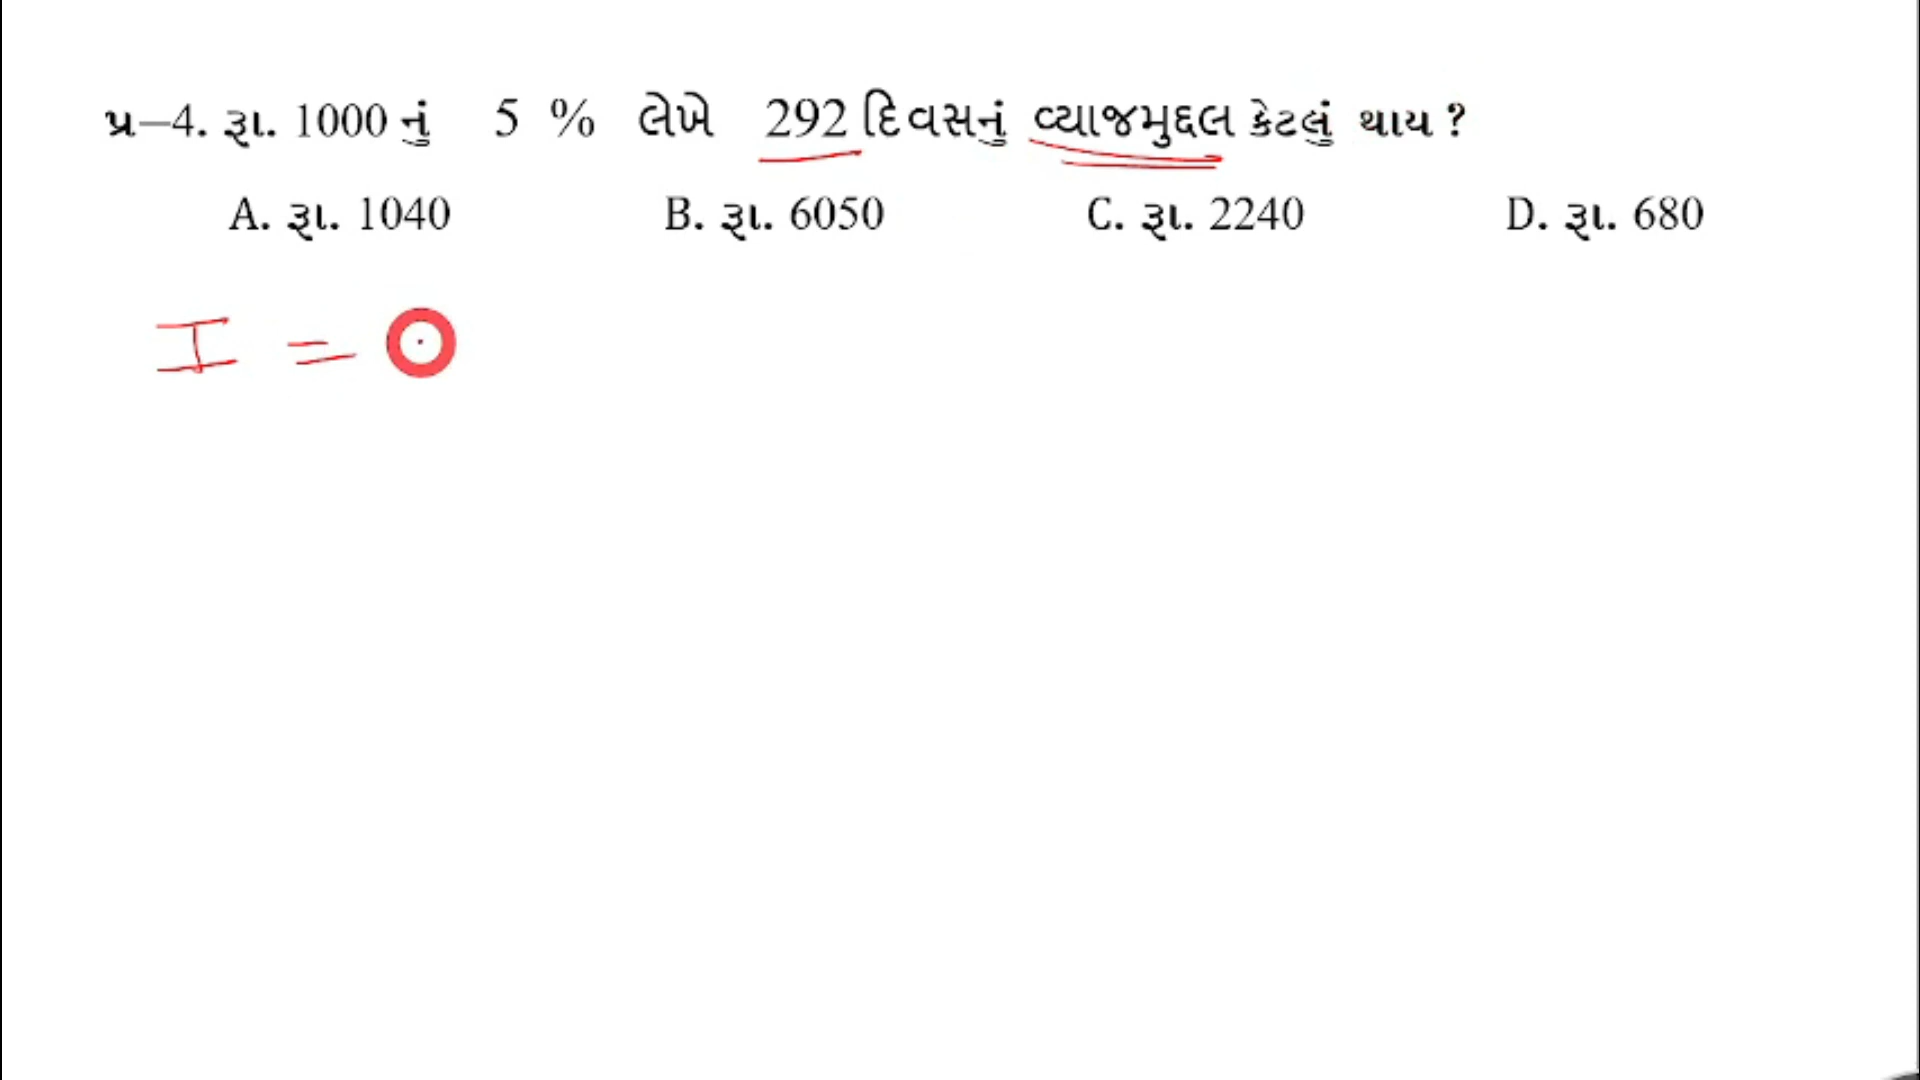 પ્ર–4. રૂા. 1000 નું 5 % લેખે 292 દિવસનું વ્યાજમુદ્દલ કેટલું થાય ?
A. રૂા. 1040 B. રૂા. 6050 C. રૂા. 2240 D. રૂા. 680
I =